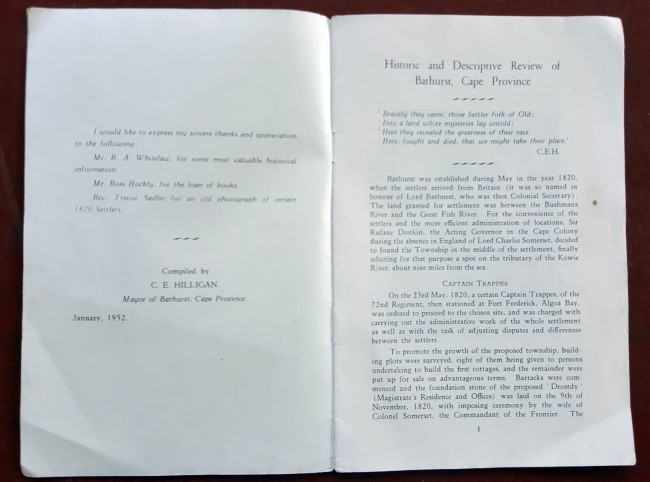 I would like to express my sincere thanks and appreciation
to the following:
Mr. R. A. Whitelaw, for some most valuable historical
information.
Mr. Ross Hockly, for the loan of books.
Rev. Trevor Sadler for an old photograph of certain
1820 Settlers.
Compiled by
C. E. HILLIGAN.
Mayor of Bathurst, Cape Province.
January, 1952.
Historic and Descriptive Review of
Bathurst, Cape Province
' Bravely they came, those Settler folk of Old;
' Into a land where mysteries lay untold;
' Here they revealed the greatness of their race,
' Here, fought and died, that we might take their place.'
C.E.H.
Bathurst was established during May in the year 1820,
when the settlers arrived from Britain (it was so named in
honour of Lord Bathurst, who was then Colonial Secretary).
The land granted for settlement was between the Bushmans
River and the Great Fish River. For the convenience of the
settlers and the more efficient administration of locations, Sir
Rufane Donkin, the Acting Governor in the Cape Colony
during the absence in England of Lord Charles Somerset, decided
to found the Township in the middle of the settlement, finally
selecting for that purpose a spot on the tributary of the Kowie
River, about nine miles from the sea.
CAPTAIN TRAPPES
On the 23rd May, 1820, a certain Captain Trappes, of the
72nd Regiment, then stationed at Fort Frederick, Algoa Bay,
was ordered to proceed to the chosen site, and was charged with
carrying out the administrative work of the whole settlement
as well as with the task of adjusting disputes and differences
between the settlers.
To promote the growth of the proposed township, build-
ing plots were surveyed, eight of them being given to persons
undertaking to build the first cottages, and the remainder were
put up for sale on advantageous terms. Barracks were com-
menced and the foundation stone of the proposed ' Drostdy '
(Magistrate's Residence and Offices) was laid on the 9th of
November, 1820, with imposing ceremony by the wife of
Colonel Somerset, the Commandant of the Frontier. The
1